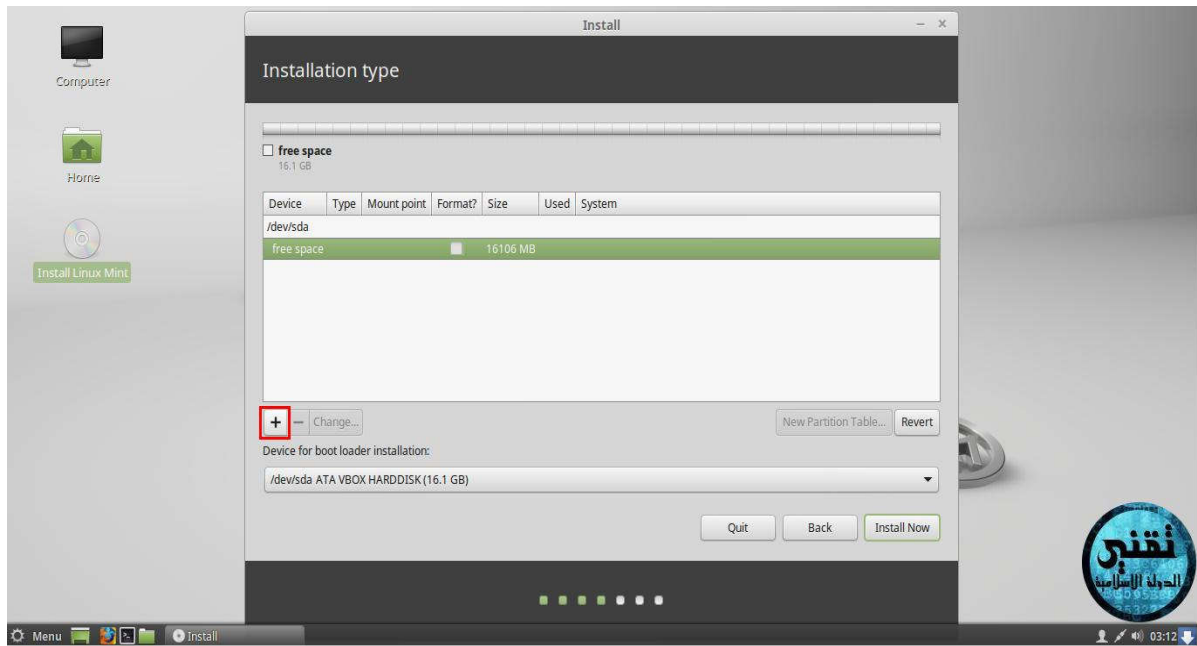 Install
Computer
Installation type
free space
16.1 GB
Home
Device Type Mount point Format? Size Used System
/dev/sda
free space 16106 MB
Install Linux Mint
+ − Change... New Partition Table... Revert
Device for boot loader installation:
/dev/sda ATA VBOX HARDDISK (16.1 GB)
Quit Back Install Now
تقني
الدولة الإسلامية
Menu Install 03:12